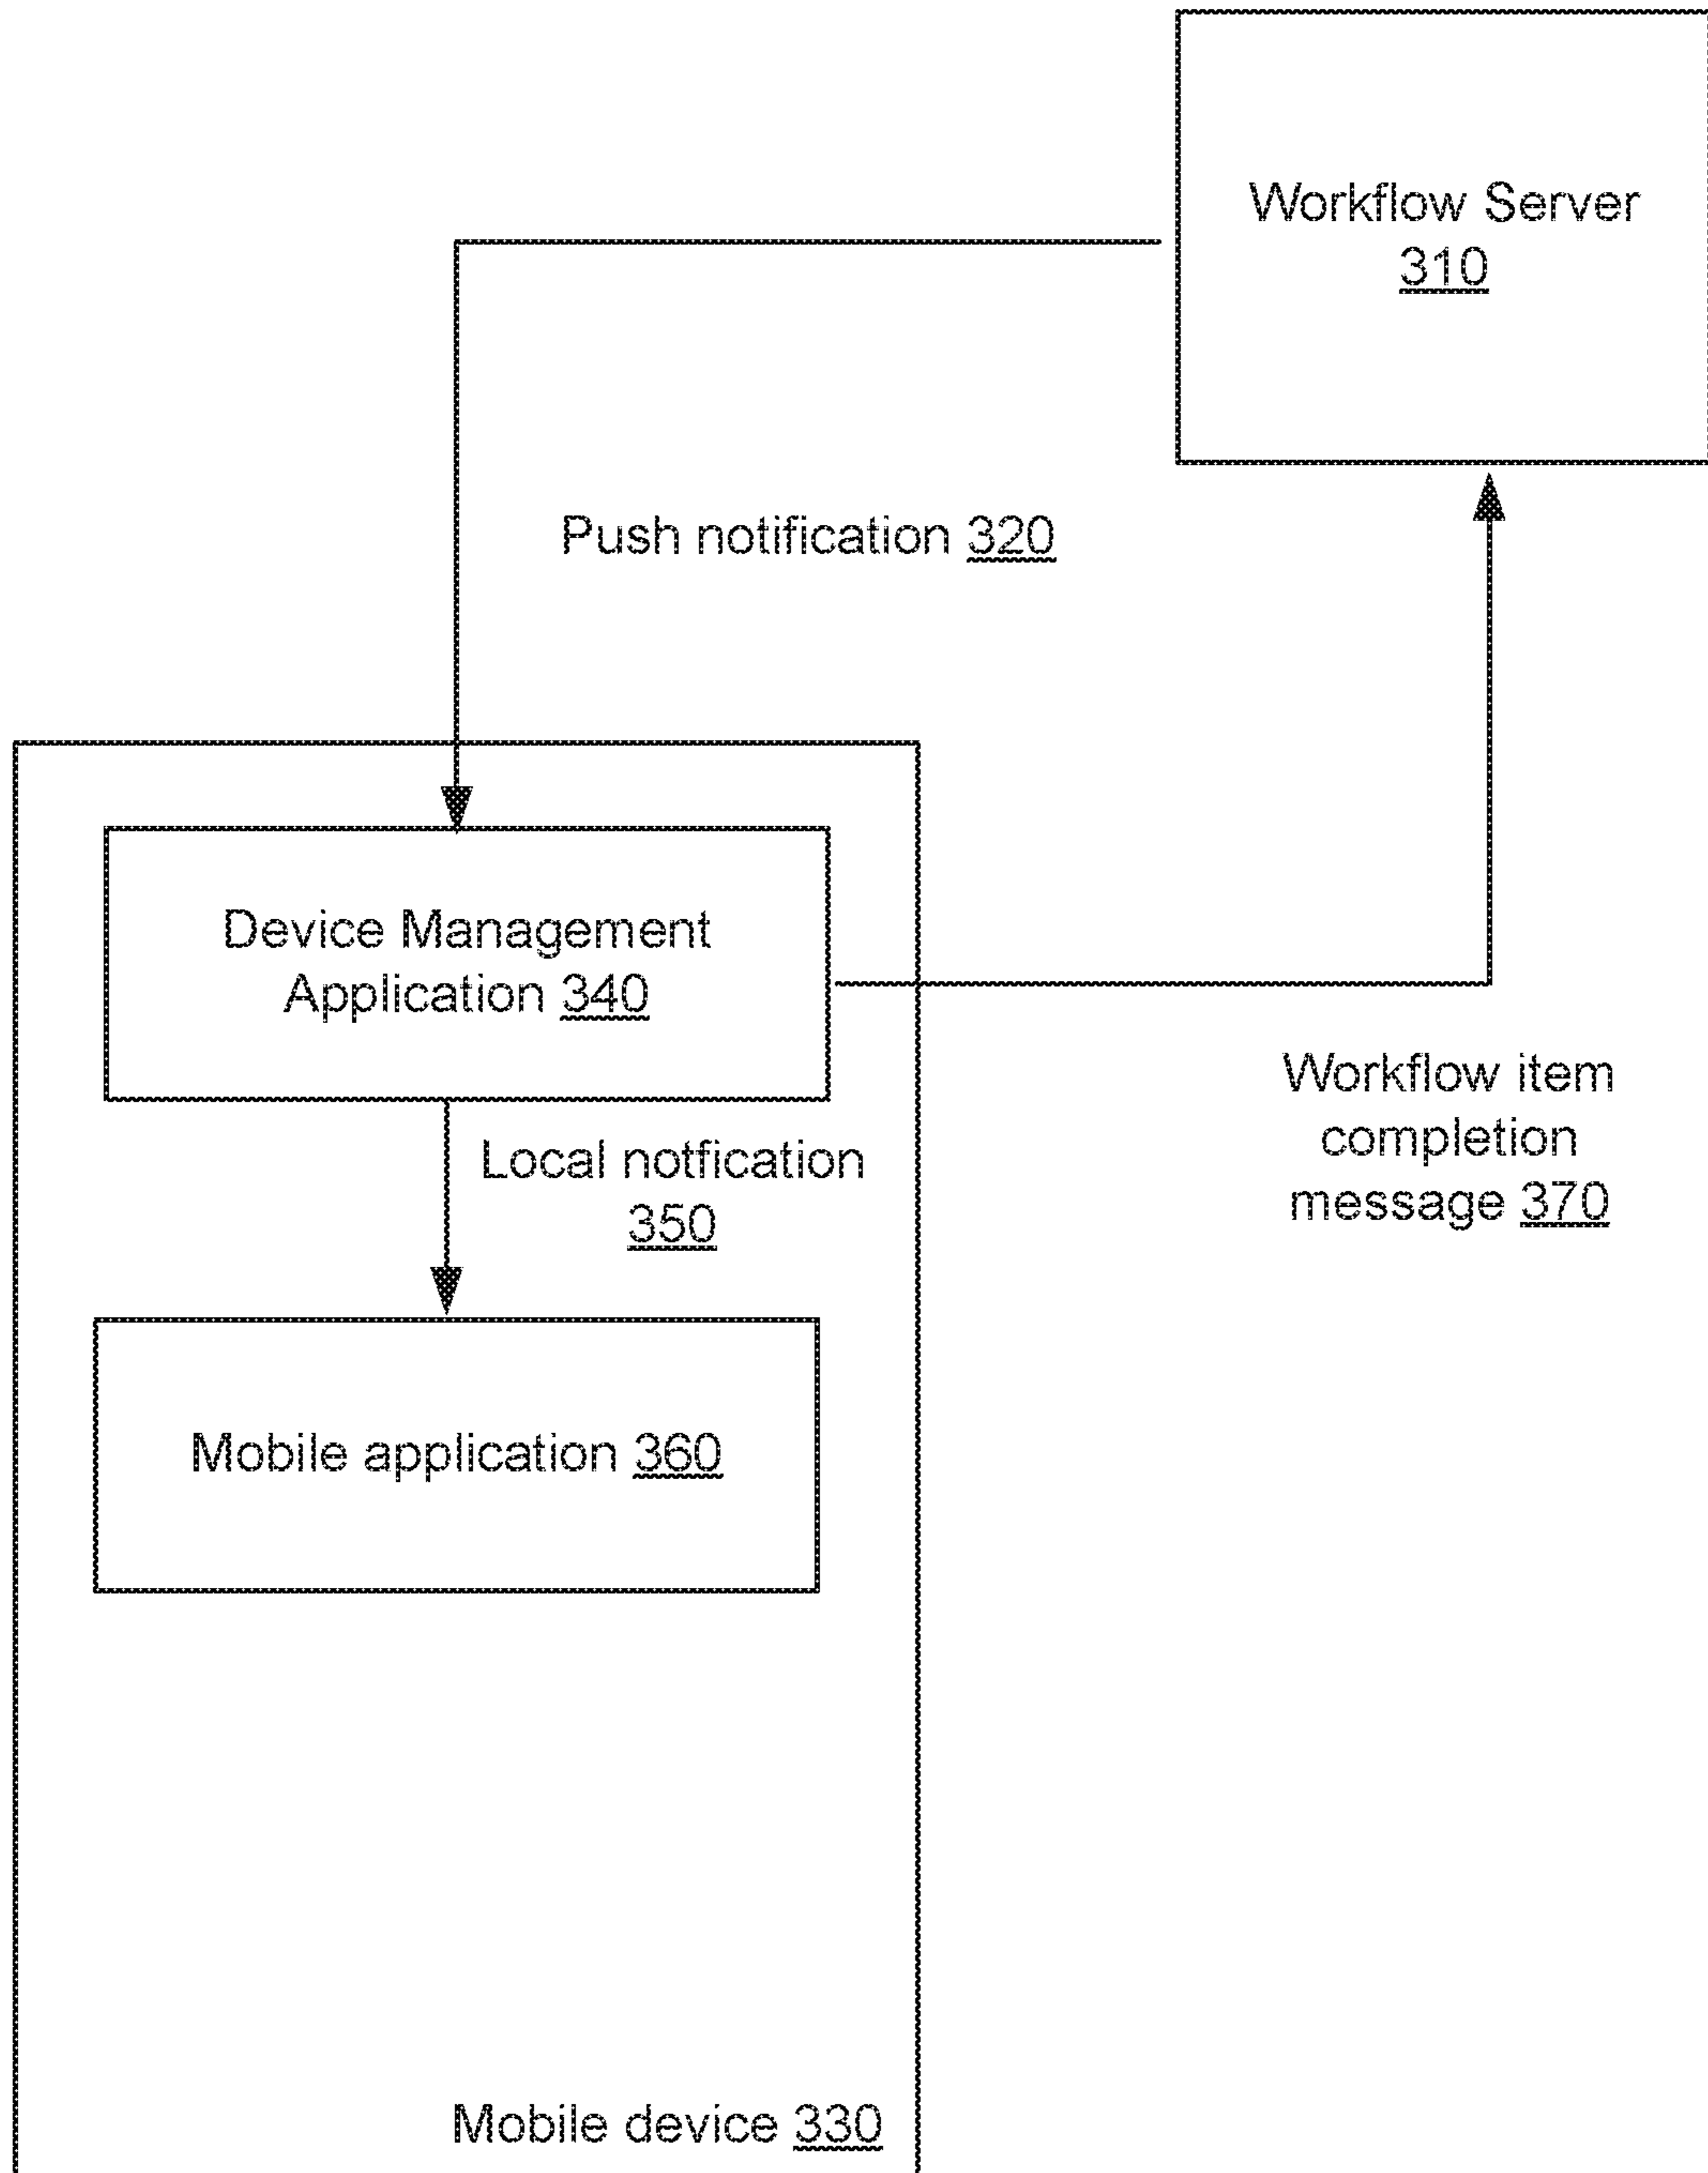 Workflow Server
310
Push notification 320
Device Management
Application 340
Local notfication
350
Workflow item
completion
message 370
Mobile application 360
Mobile device 330